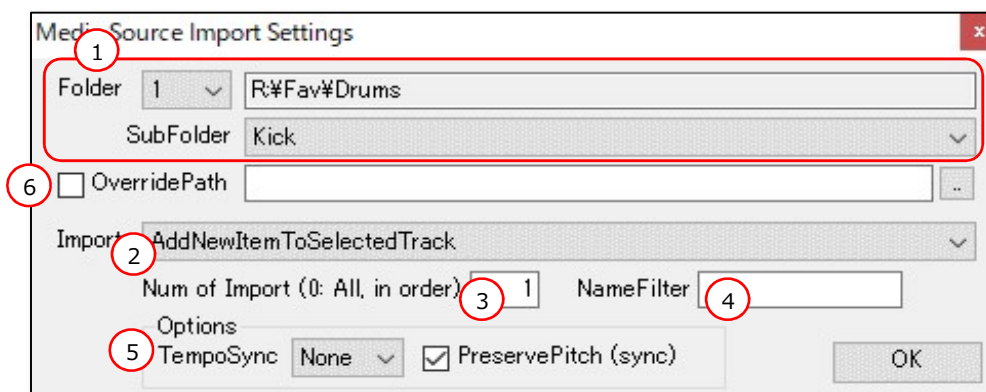 Media Source Import Settings
x
1
Folder 1 R:¥Fav¥Drums
SubFolder Kick
6 OverridePath ..
Import AddNewItemToSelectedTrack
2
Num of Import (0: All, in order) 3 1 NameFilter 4
Options
5 TempoSync None PreservePitch (sync) OK